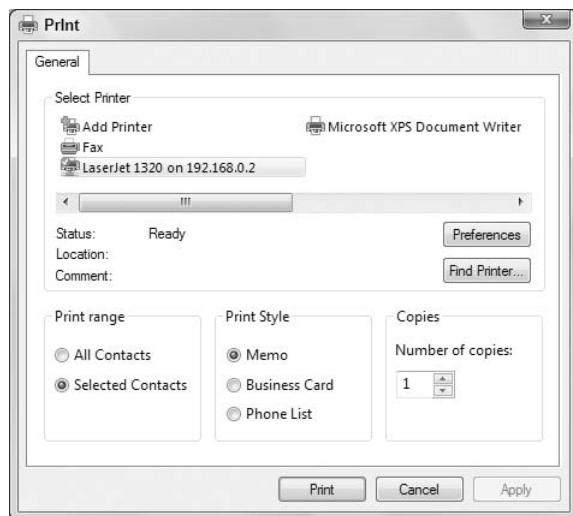 Print
General
Select Printer
Add Printer
Microsoft XPS Document Writer
Fax
LaserJet 1320 on 192.168.0.2
Status: Ready
Preferences
Location:
Comment:
Find Printer...
Print range
All Contacts
Selected Contacts
Print Style
Memo
Business Card
Phone List
Copies
Number of copies:
1
Print
Cancel
Apply